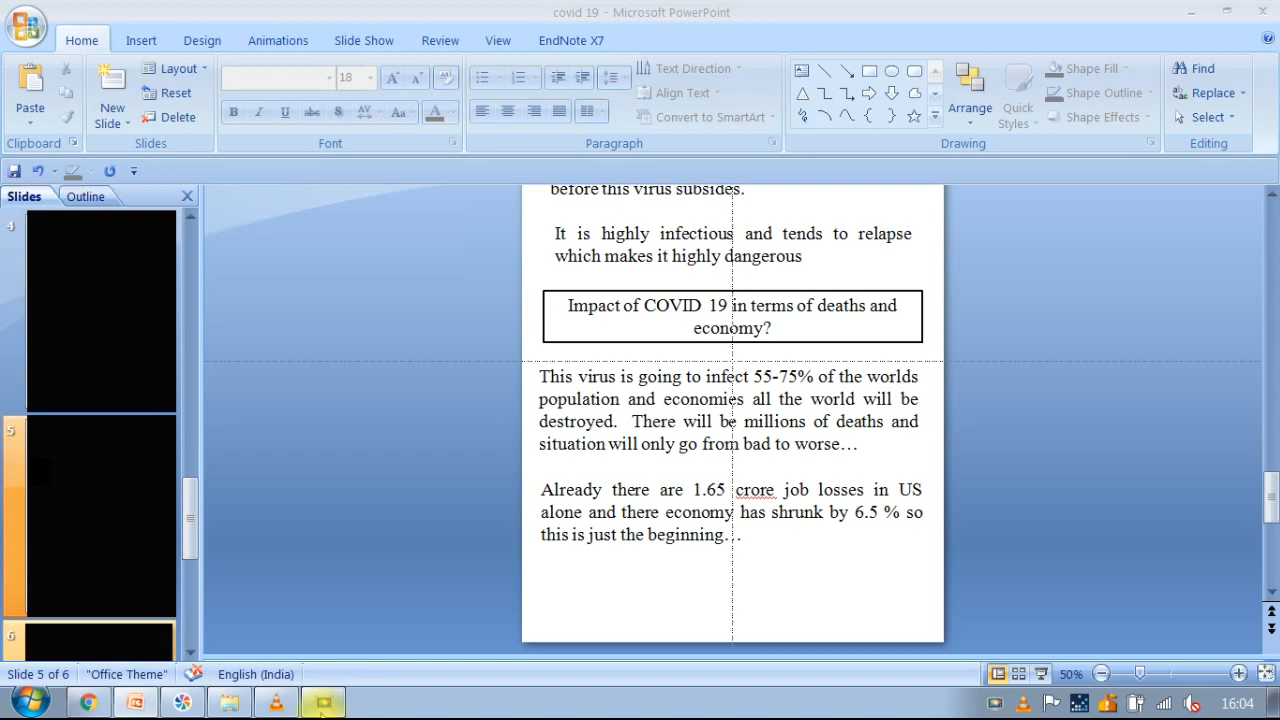 covid 19 - Microsoft PowerPoint
Home Insert Design Animations Slide Show Review View EndNote X7
Paste
Clipboard
New Slide
Layout
Reset
Delete
Slides
18
B I U abc S AV Aa A
Font
Text Direction
Align Text
Convert to SmartArt
Paragraph
Arrange
Quick Styles
Shape Fill
Shape Outline
Shape Effects
Drawing
Find
Replace
Select
Editing
Slides Outline
4
5
6
before this virus subsides.
It is highly infectious and tends to relapse
which makes it highly dangerous
Impact of COVID 19 in terms of deaths and
economy?
This virus is going to infect 55-75% of the worlds
population and economies all the world will be
destroyed. There will be millions of deaths and
situation will only go from bad to worse…
Already there are 1.65 crore job losses in US
alone and there economy has shrunk by 6.5 % so
this is just the beginning…
Slide 5 of 6 "Office Theme" English (India) 50%
16:04